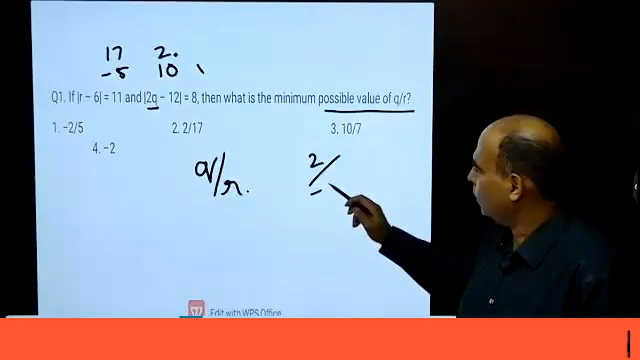 17 2.
-5 10
Q1. If |r – 6| = 11 and |2q – 12| = 8, then what is the minimum possible value of q/r?
1. –2/5 2. 2/17 3. 10/7
4. –2
q/r. 2/-
Edit with WPS Office